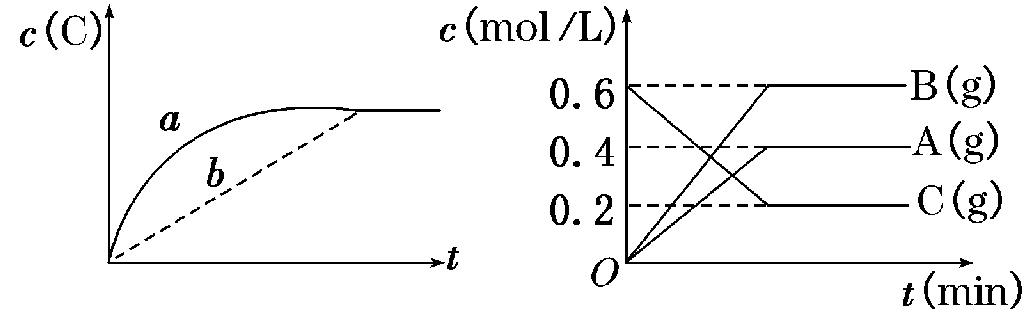 c(C)
a
b
t
c(mol/L)
0.6
0.4
0.2
O
B(g)
A(g)
C(g)
t(min)